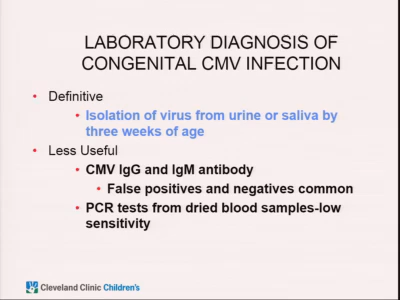 LABORATORY DIAGNOSIS OF
CONGENITAL CMV INFECTION
• Definitive
• Isolation of virus from urine or saliva by
three weeks of age
• Less Useful
• CMV IgG and IgM antibody
• False positives and negatives common
• PCR tests from dried blood samples-low
sensitivity
Cleveland Clinic Children's